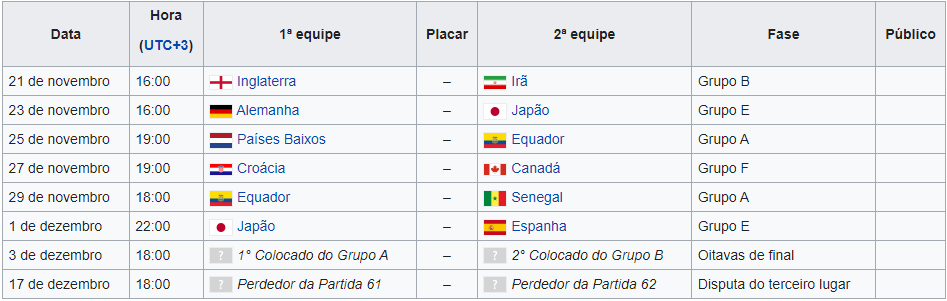 Data Hora (UTC+3) 1ª equipe Placar 2ª equipe Fase Público
21 de novembro 16:00 Inglaterra – Irã Grupo B
23 de novembro 16:00 Alemanha – Japão Grupo E
25 de novembro 19:00 Países Baixos – Equador Grupo A
27 de novembro 19:00 Croácia – Canadá Grupo F
29 de novembro 18:00 Equador – Senegal Grupo A
1 de dezembro 22:00 Japão – Espanha Grupo E
3 de dezembro 18:00 ? 1° Colocado do Grupo A – ? 2° Colocado do Grupo B Oitavas de final
17 de dezembro 18:00 ? Perdedor da Partida 61 – ? Perdedor da Partida 62 Disputa do terceiro lugar